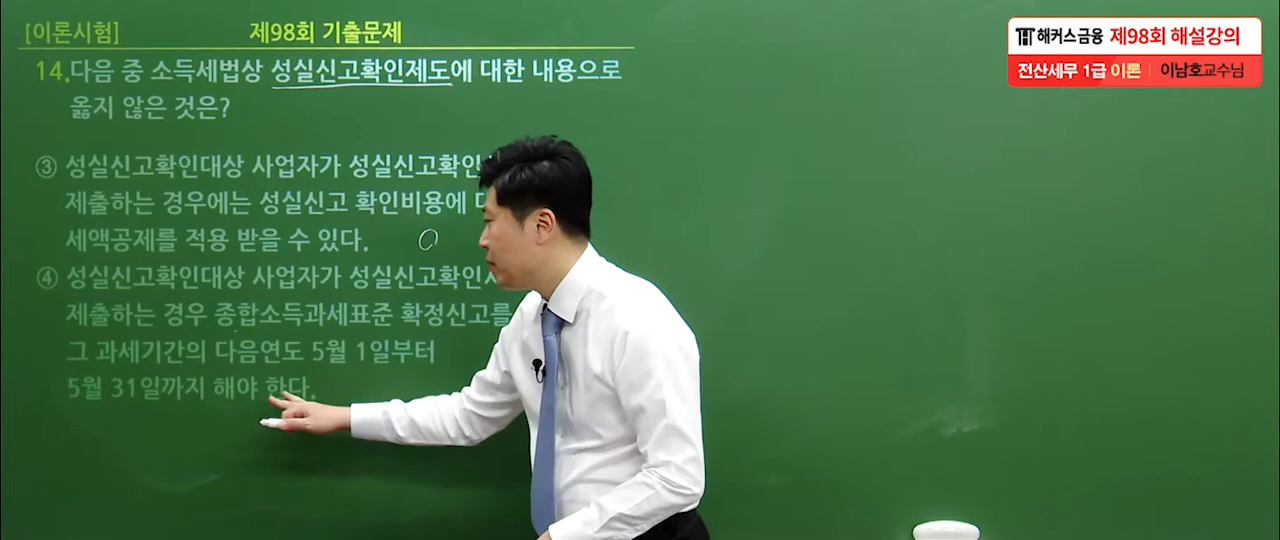 [이론시험] 제98회 기출문제
해커스금융 제98회 해설강의
전산세무 1급 이론 | 이남호교수님
14. 다음 중 소득세법상 성실신고확인제도에 대한 내용으로
옳지 않은 것은?
③ 성실신고확인대상 사업자가 성실신고확인
제출하는 경우에는 성실신고 확인비용에
세액공제를 적용 받을 수 있다.
④ 성실신고확인대상 사업자가 성실신고확인
제출하는 경우 종합소득과세표준 확정신고를
그 과세기간의 다음연도 5월 1일부터
5월 31일까지 해야 한다.